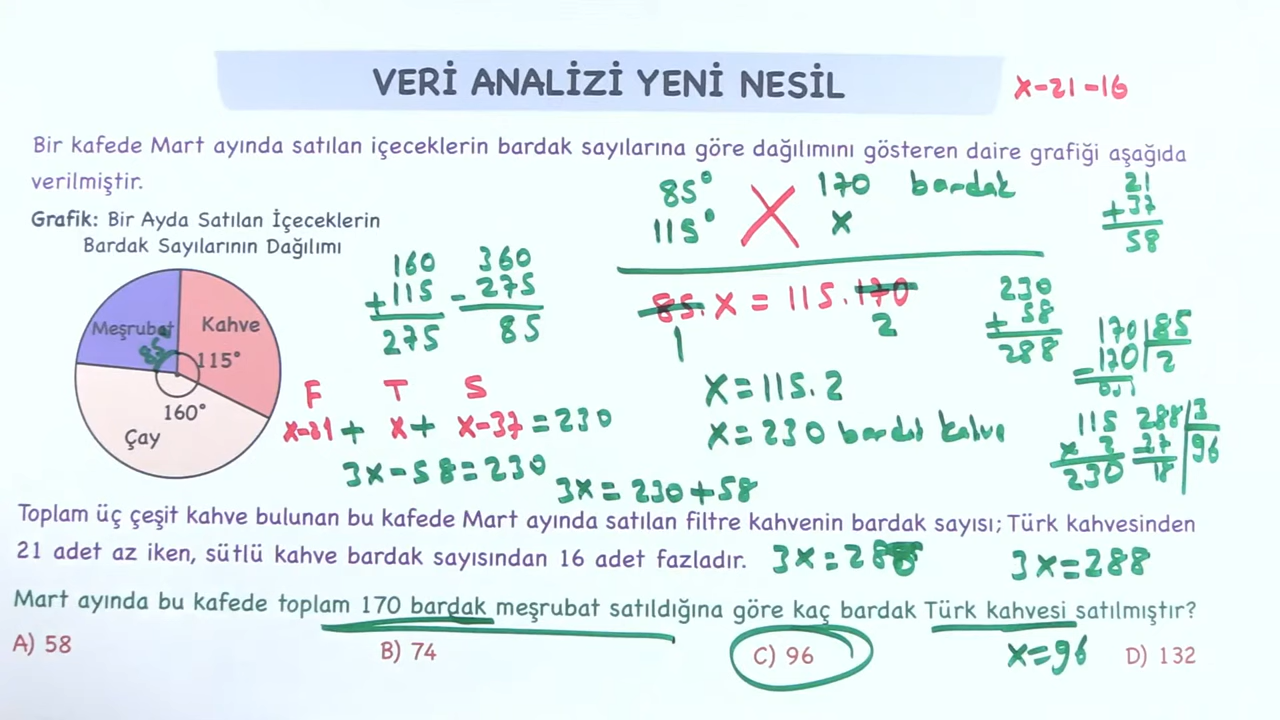 VERİ ANALİZİ YENİ NESİL
x-21-16
Bir kafede Mart ayında satılan içeceklerin bardak sayılarına göre dağılımını gösteren daire grafiği aşağıda
verilmiştir.
Grafik: Bir Ayda Satılan İçeceklerin
Bardak Sayılarının Dağılımı
Meşrubat
Kahve
85
115°
160°
Çay
160
+115
275
360
-275
85
85° 170 bardak
115° x
85.x = 115.170
1 2
x=115.2
x=230 bardak kahve
21
+37
58
230
+58
288
170 85
-170 2
115
x 2
230
288 3
-27 96
18
F T S
x-21+ x+ x-37=230
3x-58=230
3x=230+58
Toplam üç çeşit kahve bulunan bu kafede Mart ayında satılan filtre kahvenin bardak sayısı; Türk kahvesinden
21 adet az iken, sütlü kahve bardak sayısından 16 adet fazladır.
3x=288
3x=288
Mart ayında bu kafede toplam 170 bardak meşrubat satıldığına göre kaç bardak Türk kahvesi satılmıştır?
A) 58 B) 74 C) 96 D) 132
x=96